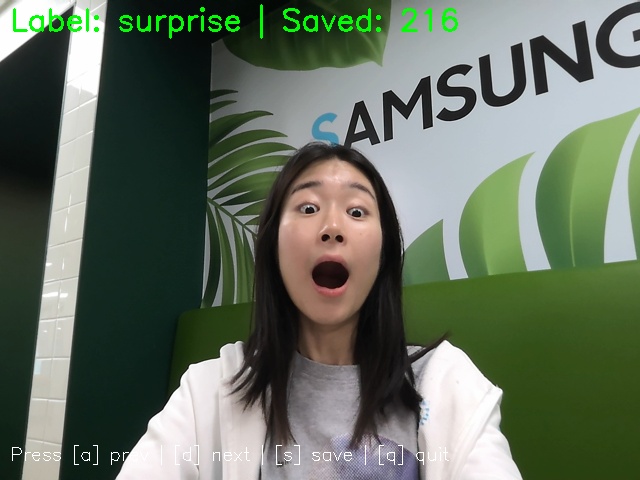 Label: surprise | Saved: 216
SAMSUNG
Press [a] prev | [d] next | [s] save | [q] quit